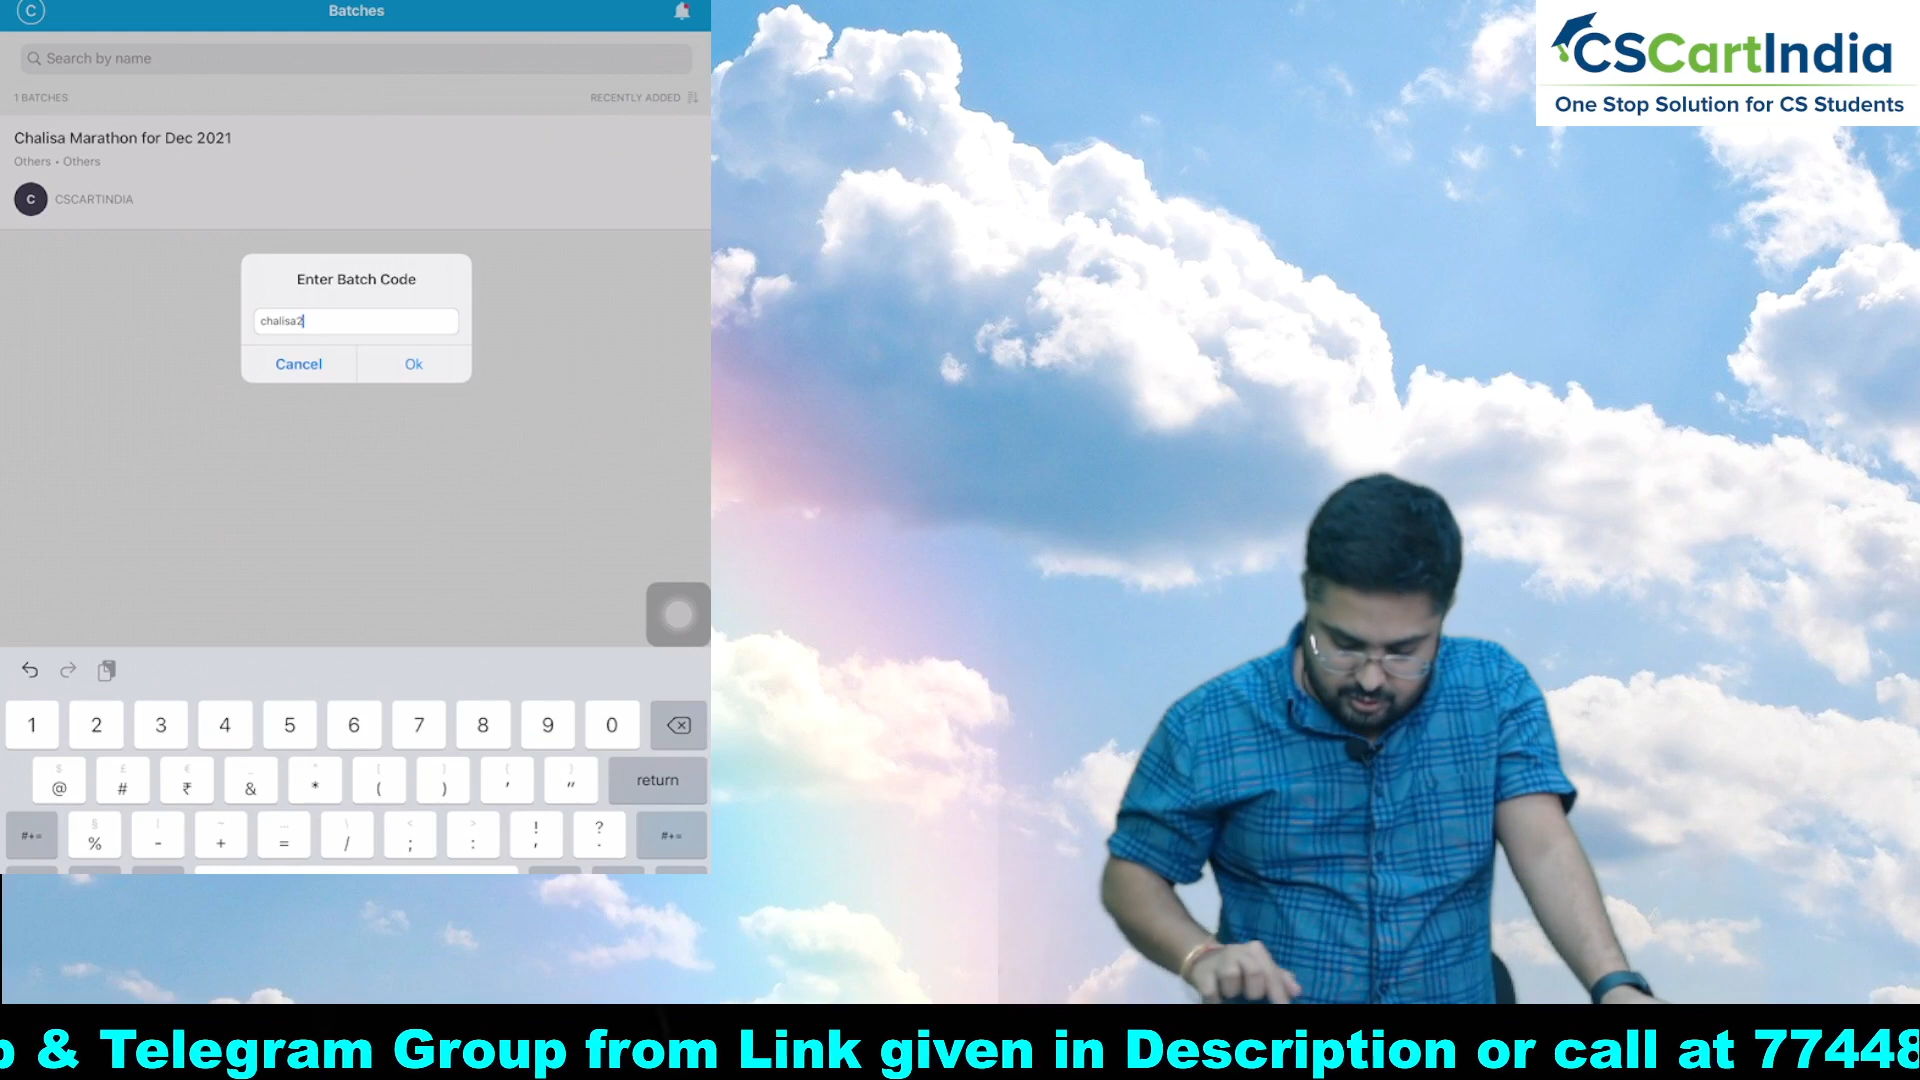 C
Batches
Search by name
1 BATCHES
RECENTLY ADDED
Chalisa Marathon for Dec 2021
Others • Others
C
CSCARTINDIA
Enter Batch Code
chalisa2
Cancel
Ok
1 2 3 4 5 6 7 8 9 0
$ £ € _ ^ [ ] { }
@ # ₹ & * ( ) ' "
return
§ | ~ … \ < > ! ?
#+= % - + = / ; : , . #+=
CSCartIndia
One Stop Solution for CS Students
p & Telegram Group from Link given in Description or call at 77448